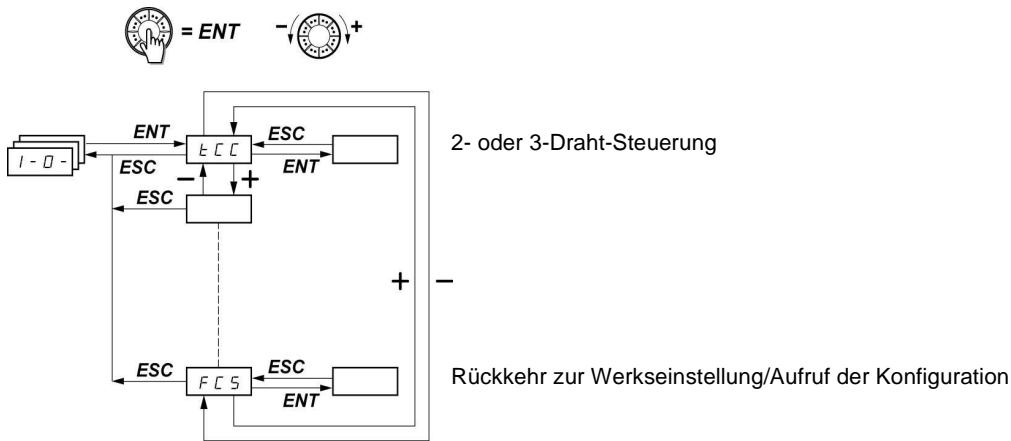 = ENT
- +
ENT
ESC
I - O -
tCC
ESC
ENT
2- oder 3-Draht-Steuerung
- +
ESC
+ -
ESC
FCS
ESC
ENT
Rückkehr zur Werkseinstellung/Aufruf der Konfiguration